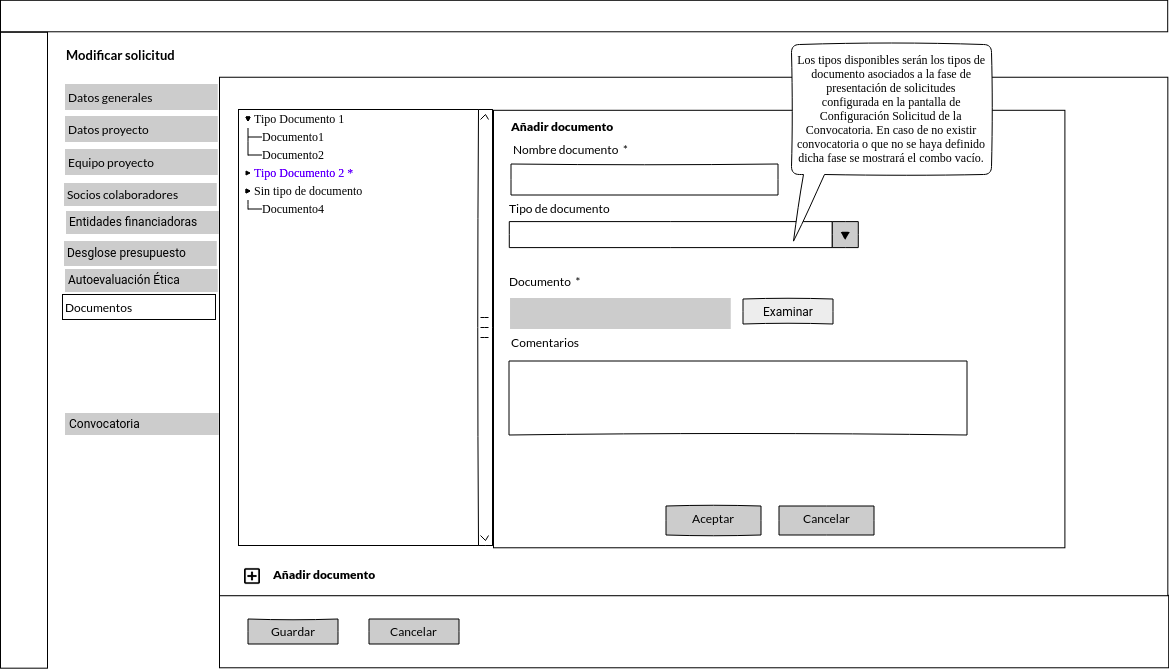 Modificar solicitud
Datos generales
Datos proyecto
Equipo proyecto
Socios colaboradores
Entidades financiadoras
Desglose presupuesto
Autoevaluación Ética
Documentos
Convocatoria
Tipo Documento 1
Documento1
Documento2
Tipo Documento 2 *
Sin tipo de documento
Documento4
Los tipos disponibles serán los tipos de
documento asociados a la fase de
presentación de solicitudes
configurada en la pantalla de
Configuración Solicitud de la
Convocatoria. En caso de no existir
convocatoria o que no se haya definido
dicha fase se mostrará el combo vacío.
Añadir documento
Nombre documento *
Tipo de documento
Documento *
Examinar
Comentarios
Aceptar Cancelar
Añadir documento
Guardar Cancelar